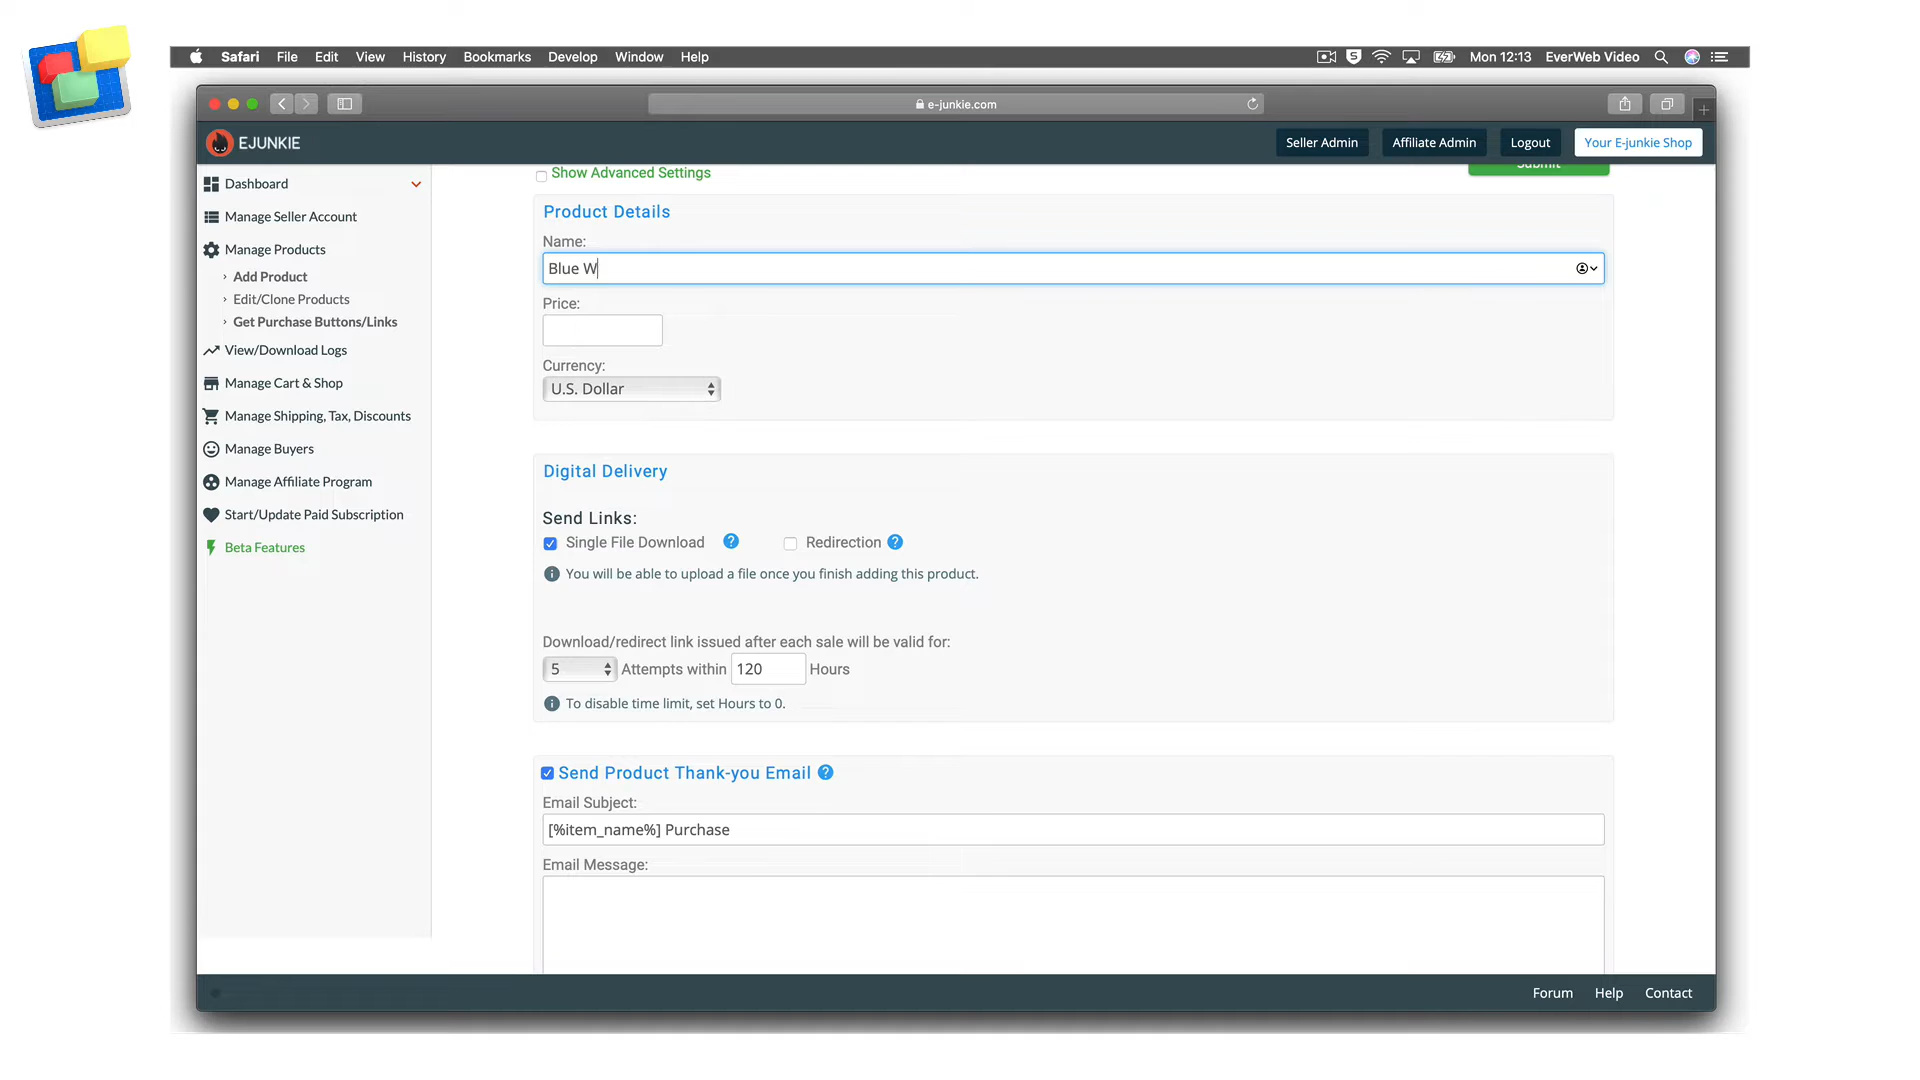 Safari File Edit View History Bookmarks Develop Window Help Mon 12:13 EverWeb Video
e-junkie.com
EJUNKIE Seller Admin Affiliate Admin Logout Your E-junkie Shop
Dashboard
Manage Seller Account
Manage Products
Add Product
Edit/Clone Products
Get Purchase Buttons/Links
View/Download Logs
Manage Cart & Shop
Manage Shipping, Tax, Discounts
Manage Buyers
Manage Affiliate Program
Start/Update Paid Subscription
Beta Features
Show Advanced Settings Submit
Product Details
Name:
Blue W
Price:
Currency:
U.S. Dollar
Digital Delivery
Send Links:
Single File Download ? Redirection ?
You will be able to upload a file once you finish adding this product.
Download/redirect link issued after each sale will be valid for:
5 Attempts within 120 Hours
To disable time limit, set Hours to 0.
Send Product Thank-you Email ?
Email Subject:
[%item_name%] Purchase
Email Message:
Forum Help Contact